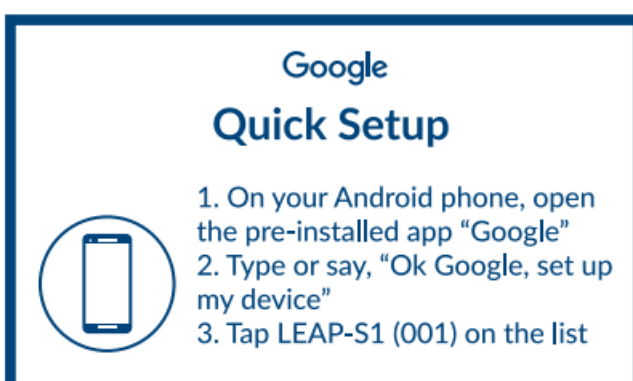 Google
Quick Setup
1. On your Android phone, open
the pre-installed app “Google”
2. Type or say, “Ok Google, set up
my device”
3. Tap LEAP-S1 (001) on the list